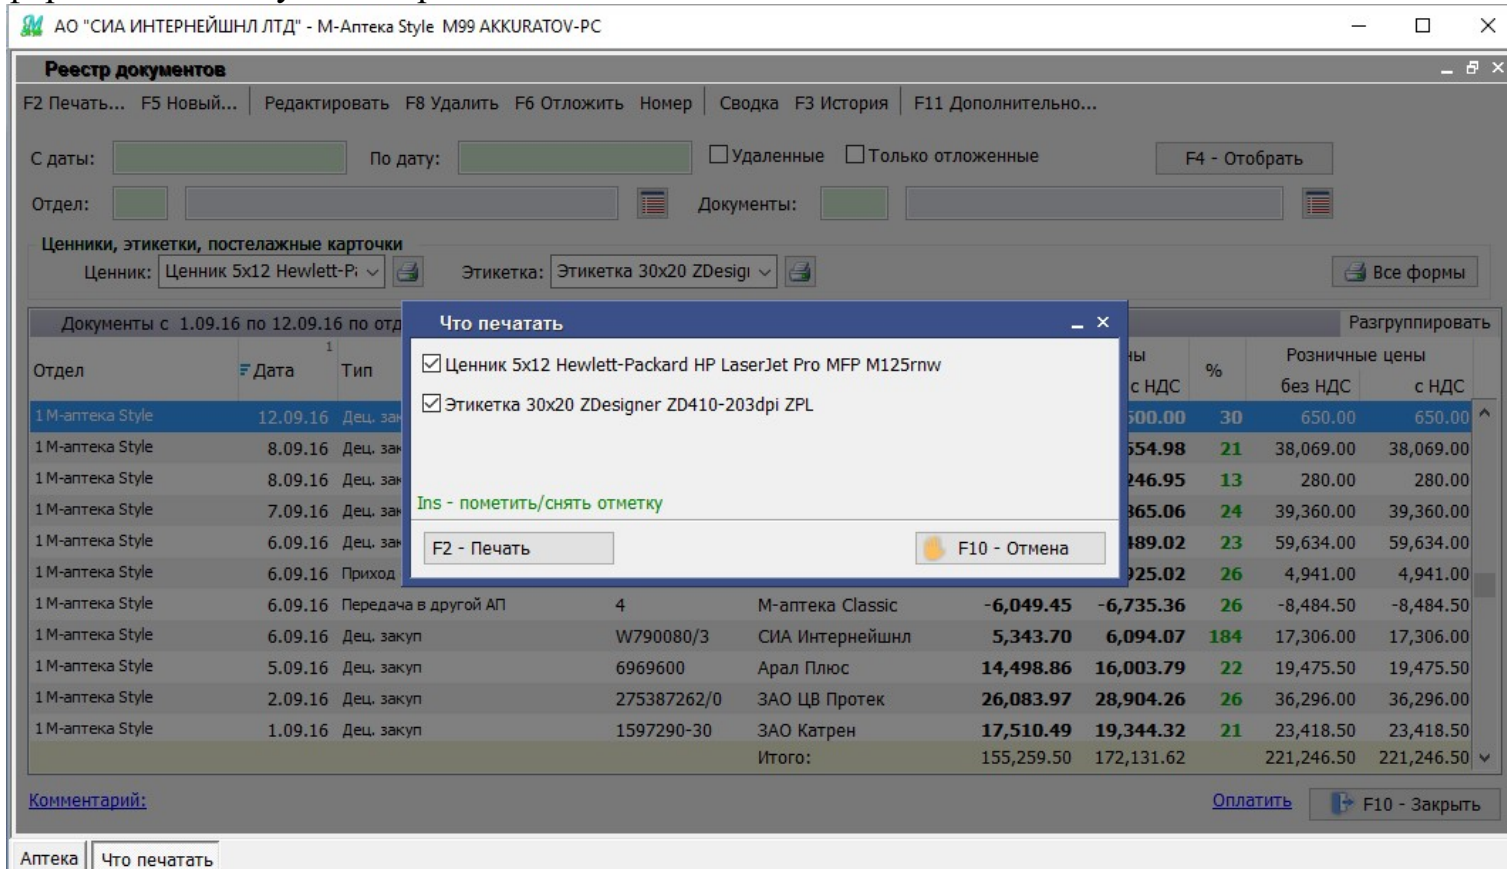 АО "СИА ИНТЕРНЕЙШНЛ ЛТД" - М-Аптека Style М99 AKKURATOV-PC
Реестр документов
F2 Печать... F5 Новый... Редактировать F8 Удалить F6 Отложить Номер Сводка F3 История F11 Дополнительно...
С даты: По дату: Удаленные Только отложенные F4 - Отобрать
Отдел: Документы:
Ценники, этикетки, постелажные карточки
Ценник: Ценник 5x12 Hewlett-Pa Этикетка: Этикетка 30x20 ZDesig Все формы
Документы с 1.09.16 по 12.09.16 по отд Разгруппировать
Что печатать
Ценник 5x12 Hewlett-Packard HP LaserJet Pro MFP M125rnw
Этикетка 30x20 ZDesigner ZD410-203dpi ZPL
Ins - пометить/снять отметку
F2 - Печать F10 - Отмена
1
Отдел Дата Тип ны с НДС % Розничные цены
без НДС с НДС
1 М-аптека Style 12.09.16 Дец. зак 500.00 30 650.00 650.00
1 М-аптека Style 8.09.16 Дец. зак 554.98 21 38,069.00 38,069.00
1 М-аптека Style 8.09.16 Дец. зак 246.95 13 280.00 280.00
1 М-аптека Style 7.09.16 Дец. зак 365.06 24 39,360.00 39,360.00
1 М-аптека Style 6.09.16 Дец. зак 489.02 23 59,634.00 59,634.00
1 М-аптека Style 6.09.16 Приход 925.02 26 4,941.00 4,941.00
1 М-аптека Style 6.09.16 Передача в другой АП 4 М-аптека Classic -6,049.45 -6,735.36 26 -8,484.50 -8,484.50
1 М-аптека Style 6.09.16 Дец. закуп W790080/3 СИА Интернейшнл 5,343.70 6,094.07 184 17,306.00 17,306.00
1 М-аптека Style 5.09.16 Дец. закуп 6969600 Арал Плюс 14,498.86 16,003.79 22 19,475.50 19,475.50
1 М-аптека Style 2.09.16 Дец. закуп 275387262/0 ЗАО ЦВ Протек 26,083.97 28,904.26 26 36,296.00 36,296.00
1 М-аптека Style 1.09.16 Дец. закуп 1597290-30 ЗАО Катрен 17,510.49 19,344.32 21 23,418.50 23,418.50
Итого: 155,259.50 172,131.62 221,246.50 221,246.50
Комментарий: Оплатить F10 - Закрыть
Аптека Что печатать